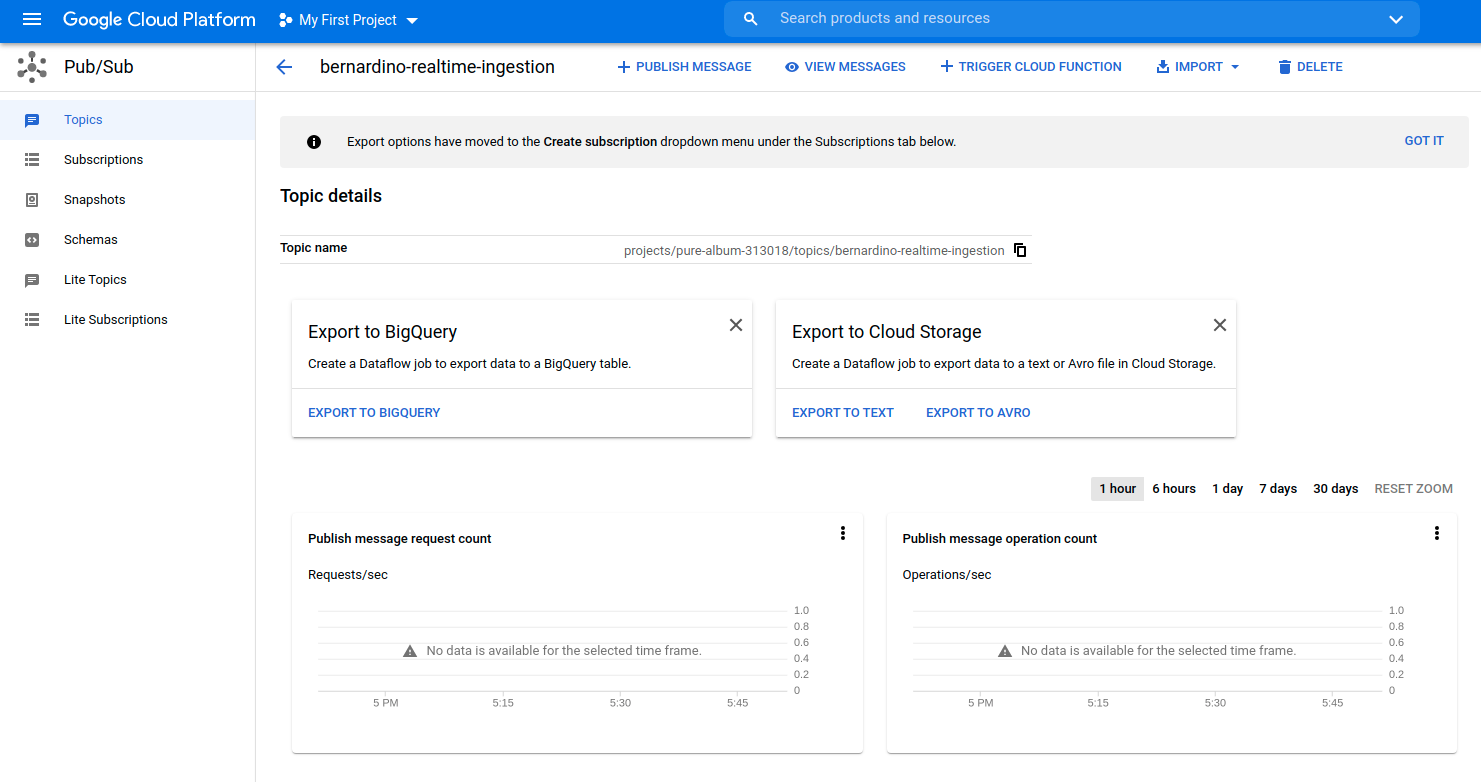 Google Cloud Platform My First Project Search products and resources
Pub/Sub bernardino-realtime-ingestion PUBLISH MESSAGE VIEW MESSAGES TRIGGER CLOUD FUNCTION IMPORT DELETE
Topics
Subscriptions
Snapshots
Schemas
Lite Topics
Lite Subscriptions
Export options have moved to the Create subscription dropdown menu under the Subscriptions tab below. GOT IT
Topic details
Topic name projects/pure-album-313018/topics/bernardino-realtime-ingestion
Export to BigQuery
Create a Dataflow job to export data to a BigQuery table.
EXPORT TO BIGQUERY
Export to Cloud Storage
Create a Dataflow job to export data to a text or Avro file in Cloud Storage.
EXPORT TO TEXT EXPORT TO AVRO
1 hour 6 hours 1 day 7 days 30 days RESET ZOOM
Publish message request count
Requests/sec
1.0
0.8
0.6
No data is available for the selected time frame.
0.4
0.2
0
5 PM 5:15 5:30 5:45
Publish message operation count
Operations/sec
1.0
0.8
0.6
No data is available for the selected time frame.
0.4
0.2
0
5 PM 5:15 5:30 5:45